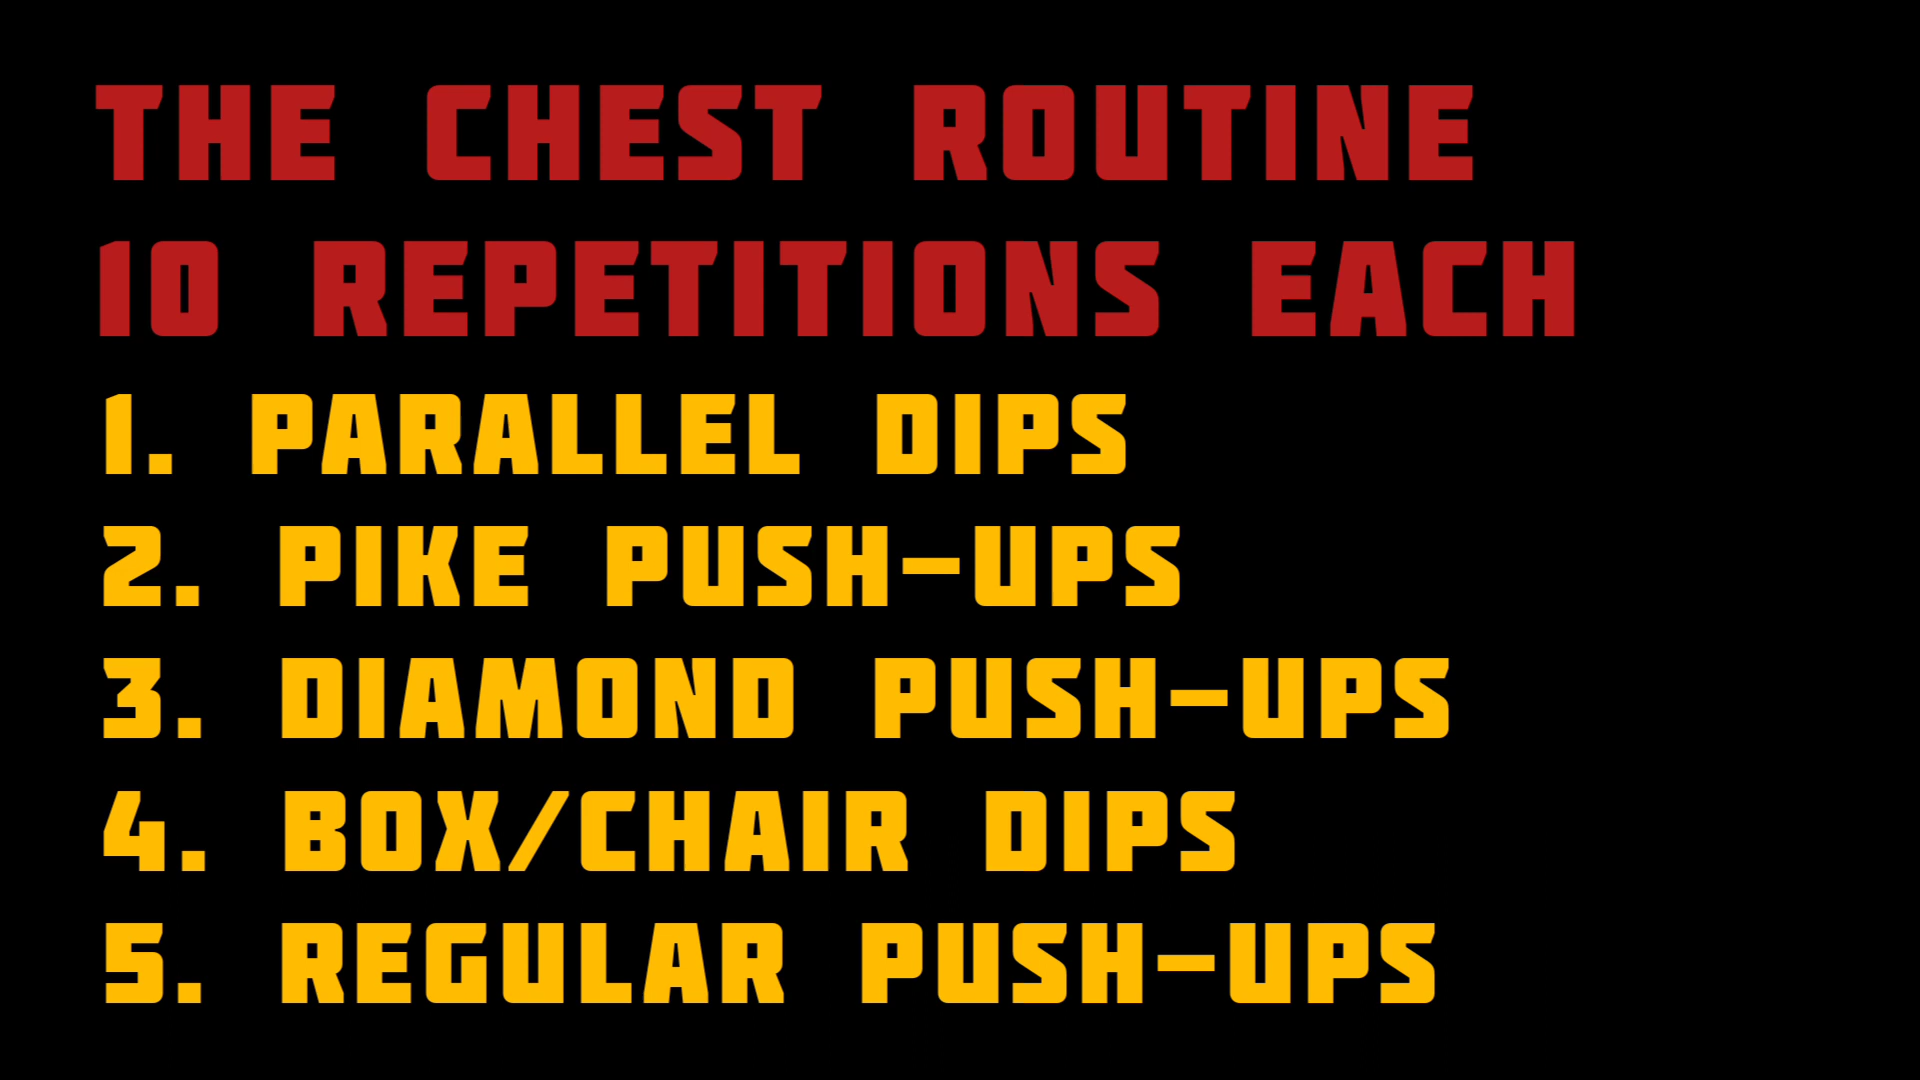 THE CHEST ROUTINE
10 REPETITIONS EACH
1. PARALLEL DIPS
2. PIKE PUSH-UPS
3. DIAMOND PUSH-UPS
4. BOX/CHAIR DIPS
5. REGULAR PUSH-UPS